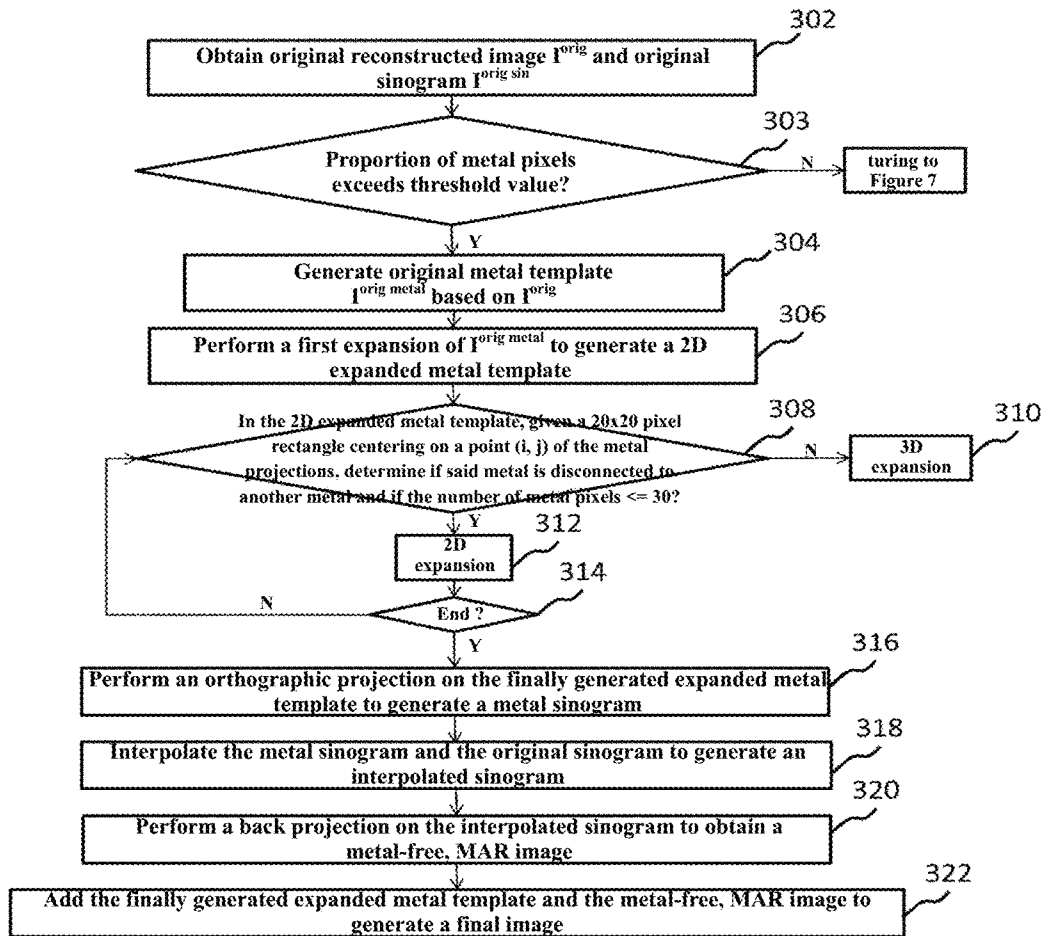 302
Obtain original reconstructed image I^orig and original
sinogram I^orig sin
303
Proportion of metal pixels
exceeds threshold value?
N
turing to
Figure 7
Y
304
Generate original metal template
I^orig metal based on I^orig
306
Perform a first expansion of I^orig metal to generate a 2D
expanded metal template
308
In the 2D expanded metal template, given a 20x20 pixel
rectangle centering on a point (i, j) of the metal
projections, determine if said metal is disconnected to
another metal and if the number of metal pixels <= 30?
N
310
3D
expansion
Y
312
2D
expansion
314
End ?
N
Y
316
Perform an orthographic projection on the finally generated expanded metal
template to generate a metal sinogram
318
Interpolate the metal sinogram and the original sinogram to generate an
interpolated sinogram
320
Perform a back projection on the interpolated sinogram to obtain a
metal-free, MAR image
322
Add the finally generated expanded metal template and the metal-free, MAR image to
generate a final image